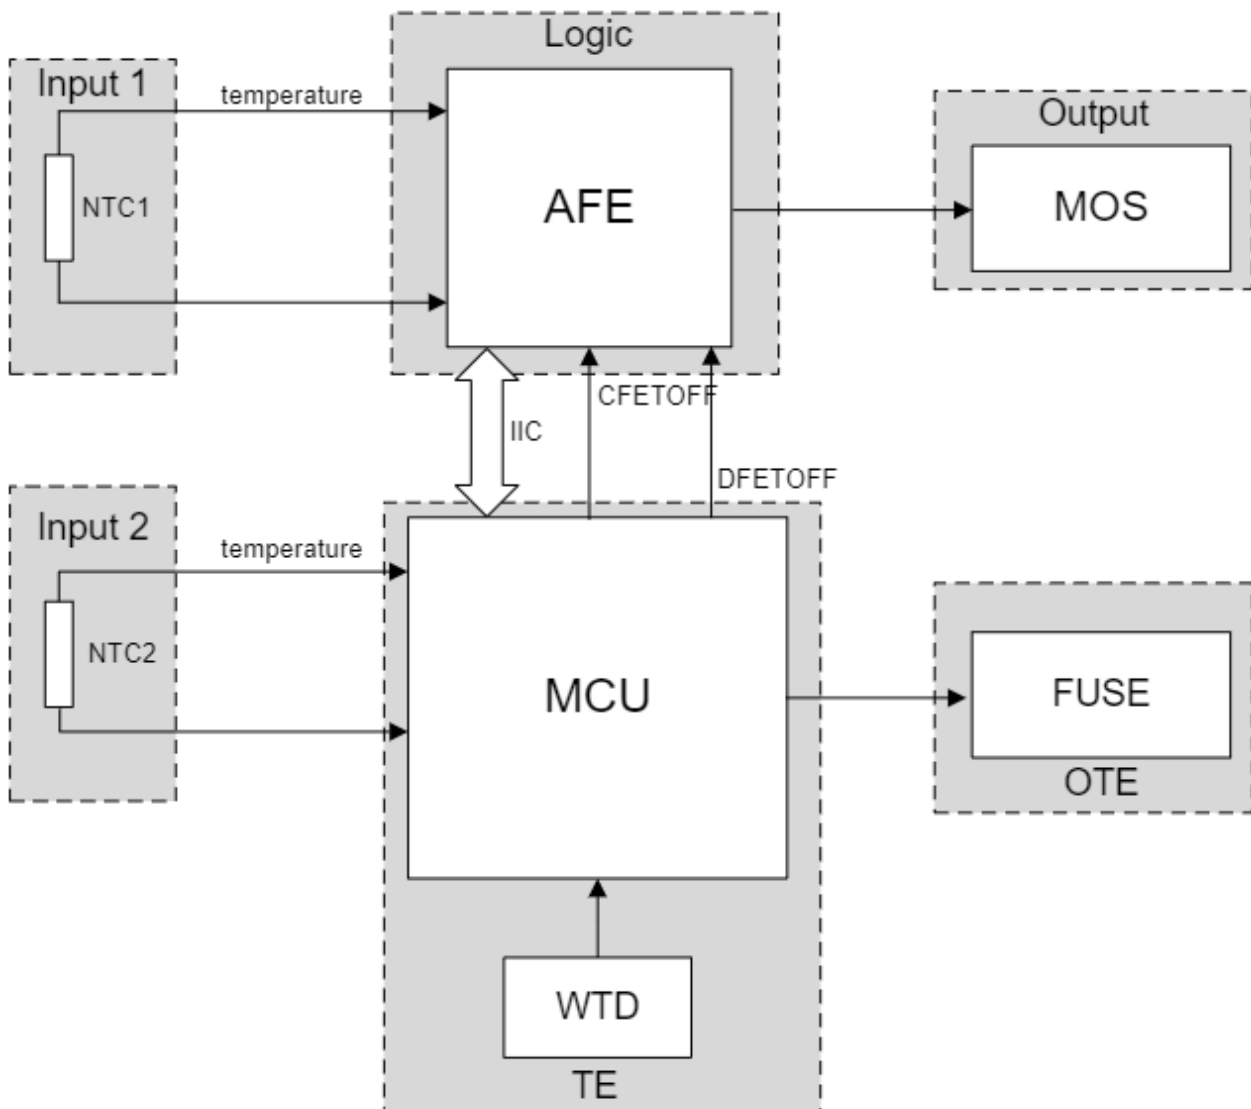 Logic
Input 1
temperature
Output
NTC1
AFE
MOS
CFETOFF
IIC
DFETOFF
Input 2
temperature
NTC2
MCU
FUSE
OTE
WTD
TE